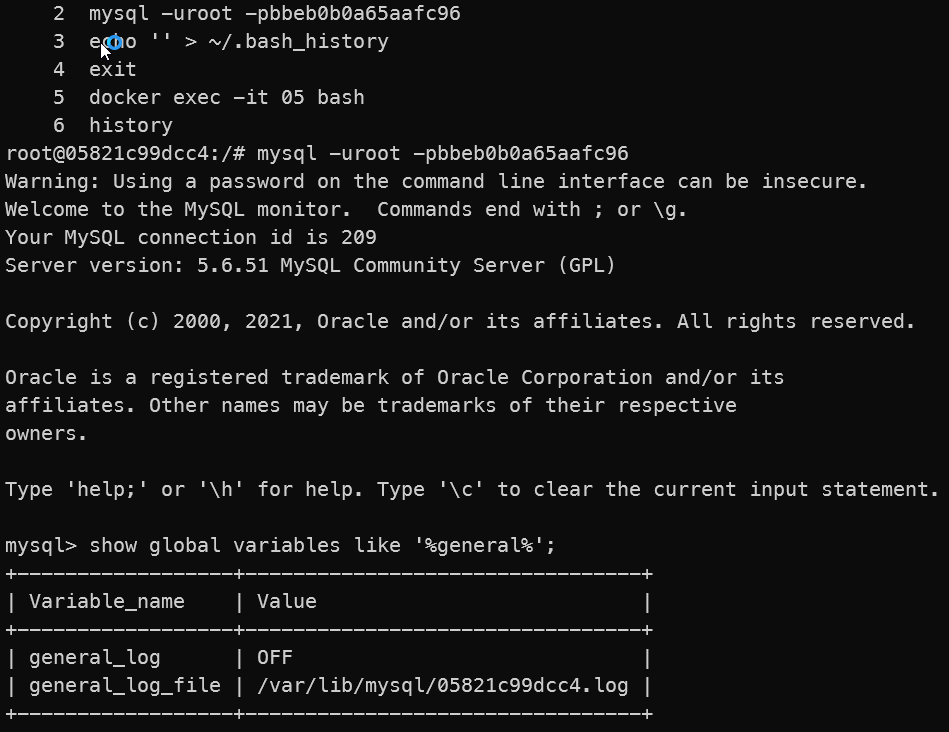 2  mysql -uroot -pbbeb0b0a65aafc96
3  echo '' > ~/.bash_history
4  exit
5  docker exec -it 05 bash
6  history
root@05821c99dcc4:/# mysql -uroot -pbbeb0b0a65aafc96
Warning: Using a password on the command line interface can be insecure.
Welcome to the MySQL monitor.  Commands end with ; or \g.
Your MySQL connection id is 209
Server version: 5.6.51 MySQL Community Server (GPL)
Copyright (c) 2000, 2021, Oracle and/or its affiliates. All rights reserved.
Oracle is a registered trademark of Oracle Corporation and/or its
affiliates. Other names may be trademarks of their respective
owners.
Type 'help;' or '\h' for help. Type '\c' to clear the current input statement.
mysql> show global variables like '%general%';
+------------------+--------------------------------+
| Variable_name    | Value                          |
+------------------+--------------------------------+
| general_log      | OFF                            |
| general_log_file | /var/lib/mysql/05821c99dcc4.log |
+------------------+--------------------------------+